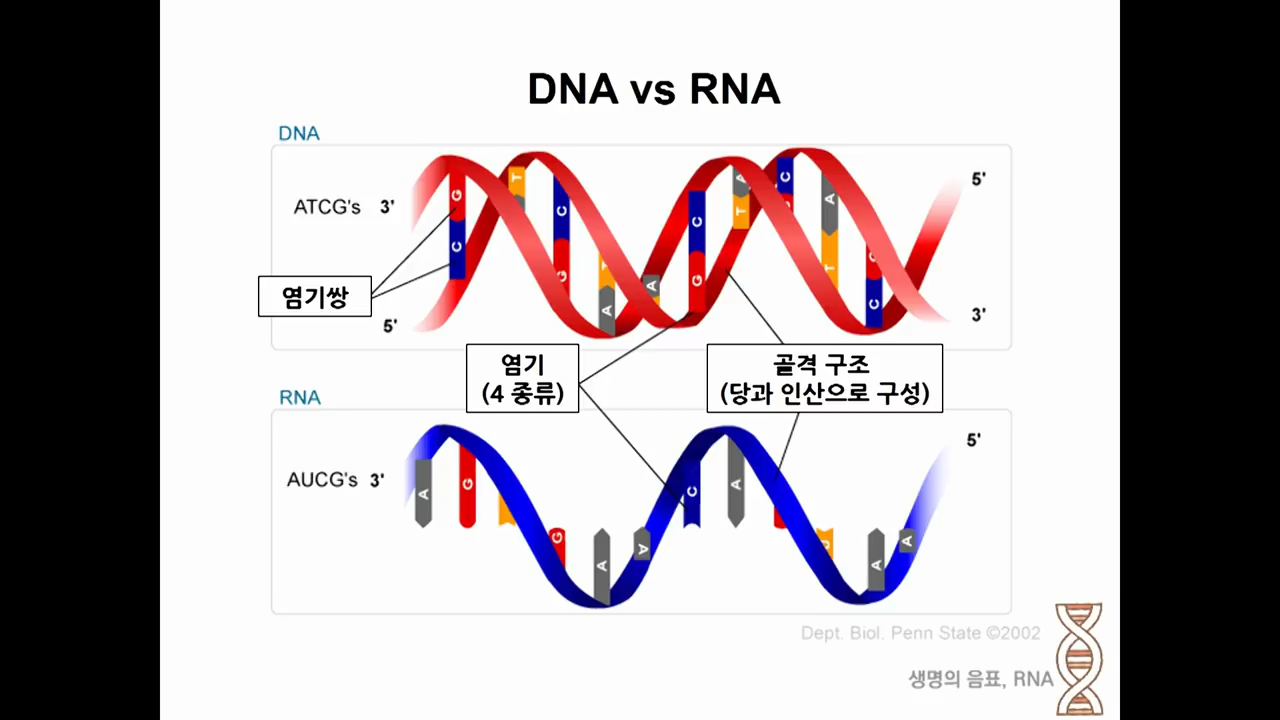 DNA vs RNA
DNA
ATCG's 3'
5'
G
C
T
C
G
T
A
A
C
G
A
T
C
A
T
G
C
5'
3'
염기쌍
염기
(4 종류)
골격 구조
(당과 인산으로 구성)
RNA
AUCG's 3'
5'
A
G
G
A
A
C
A
U
A
A
Dept. Biol. Penn State ©2002
생명의 음표, RNA